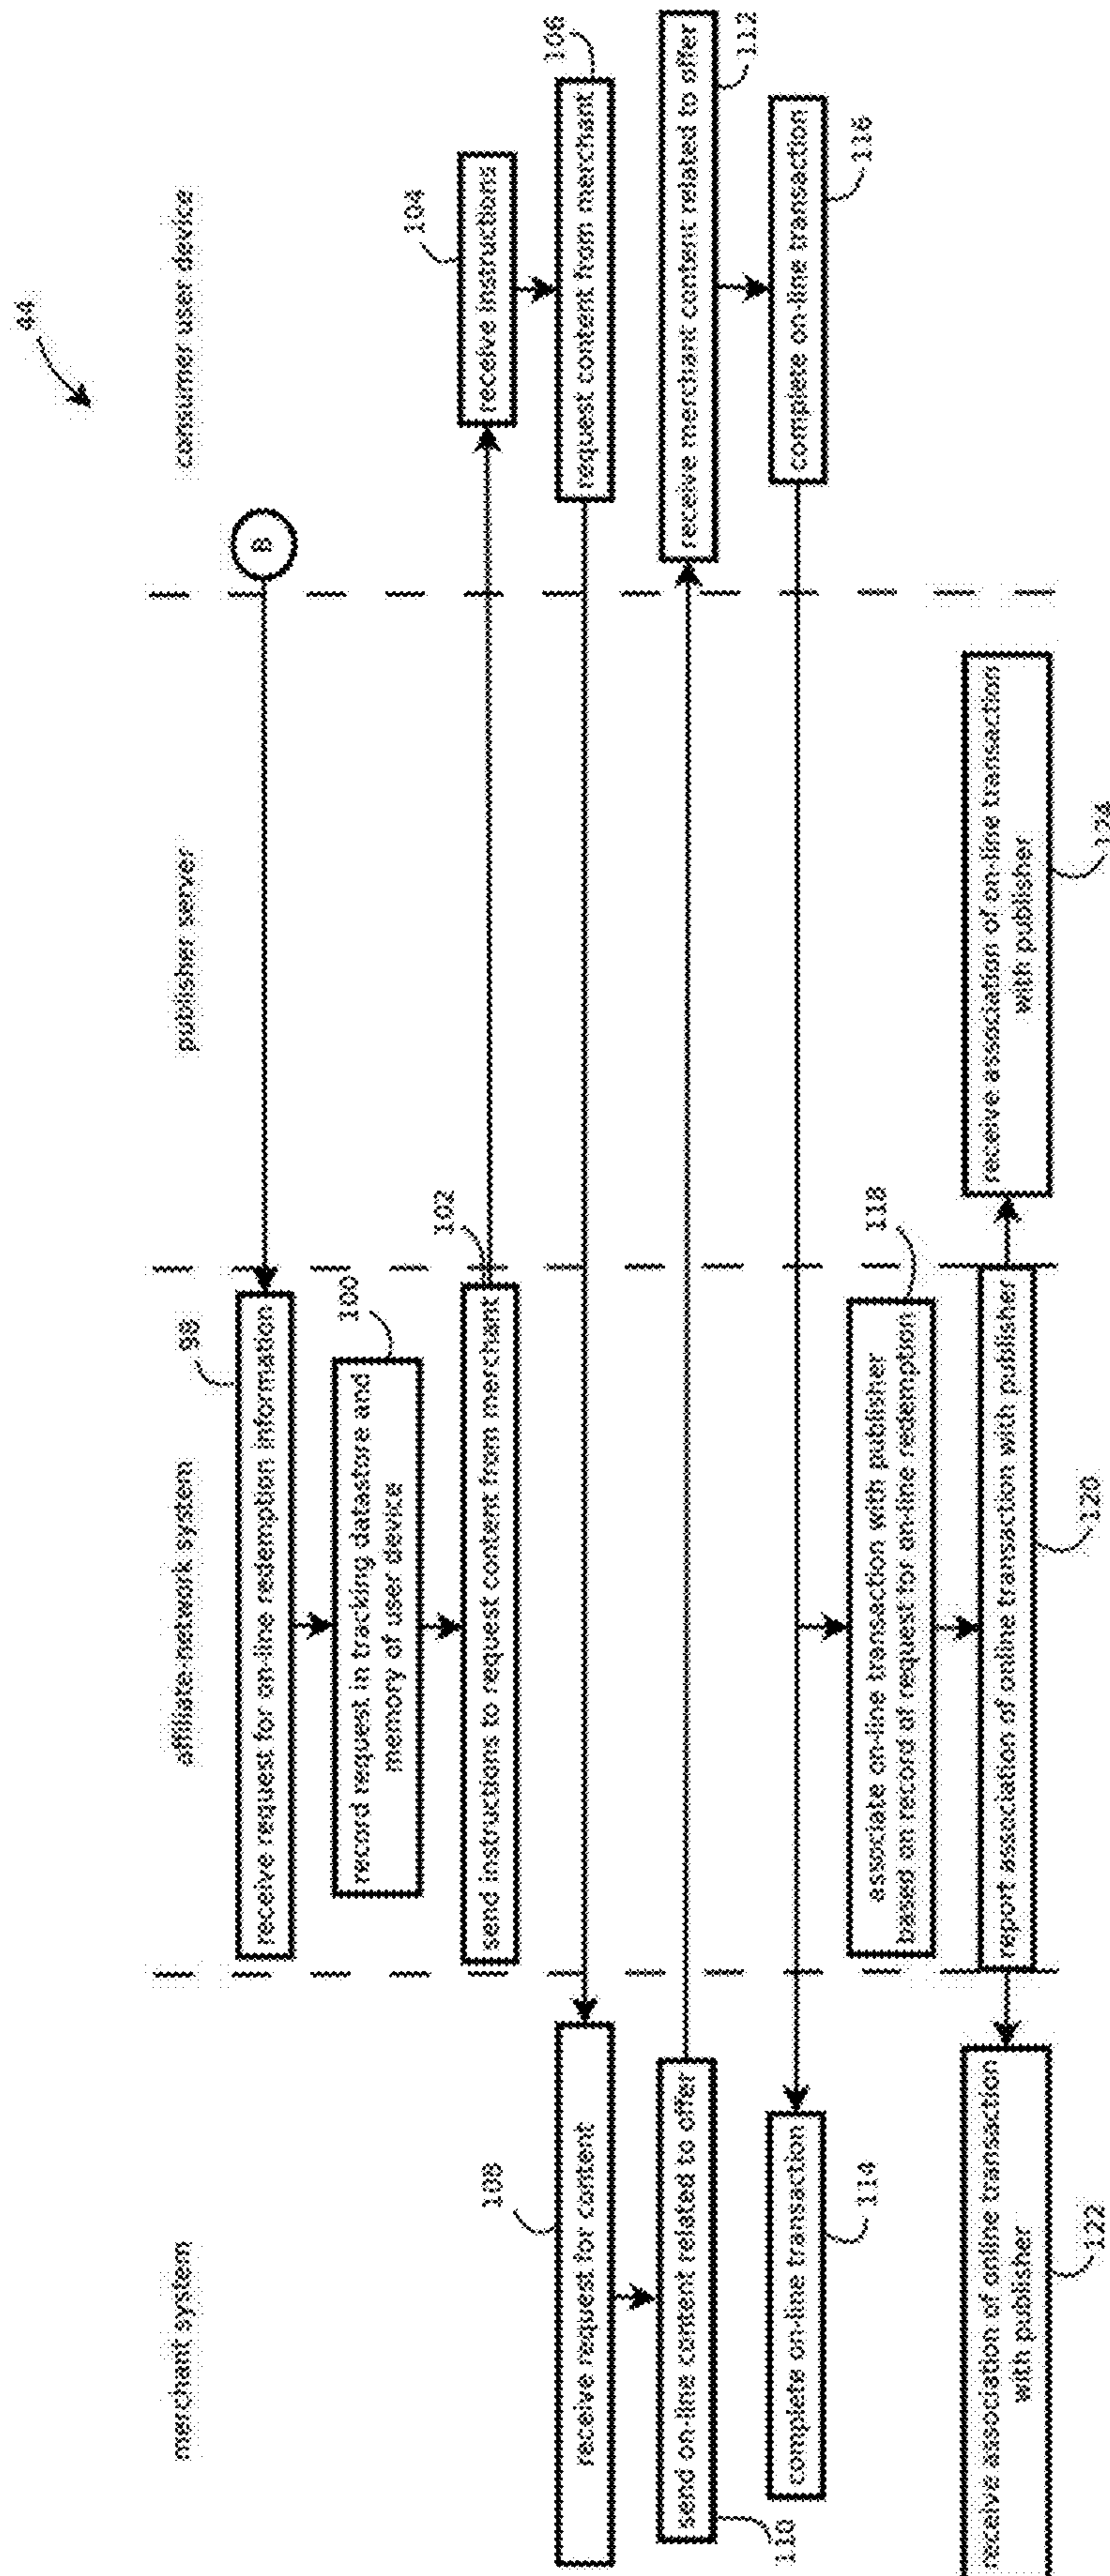 44
merchant system
affiliate-network system
publisher server
consumer user device
B
98
receive request for on-line redemption information
100
record request in tracking datastore and
memory of user device
102
send instructions to request content from merchant
104
receive instructions
106
request content from merchant
108
receive request for content
110
send on-line content related to offer
112
receive merchant content related to offer
114
complete on-line transaction
116
complete on-line transaction
118
associate on-line transaction with publisher
based on record of request for on-line redemption
120
report association of online transaction with publisher
122
receive association of online transaction
with publisher
124
receive association of on-line transaction
with publisher